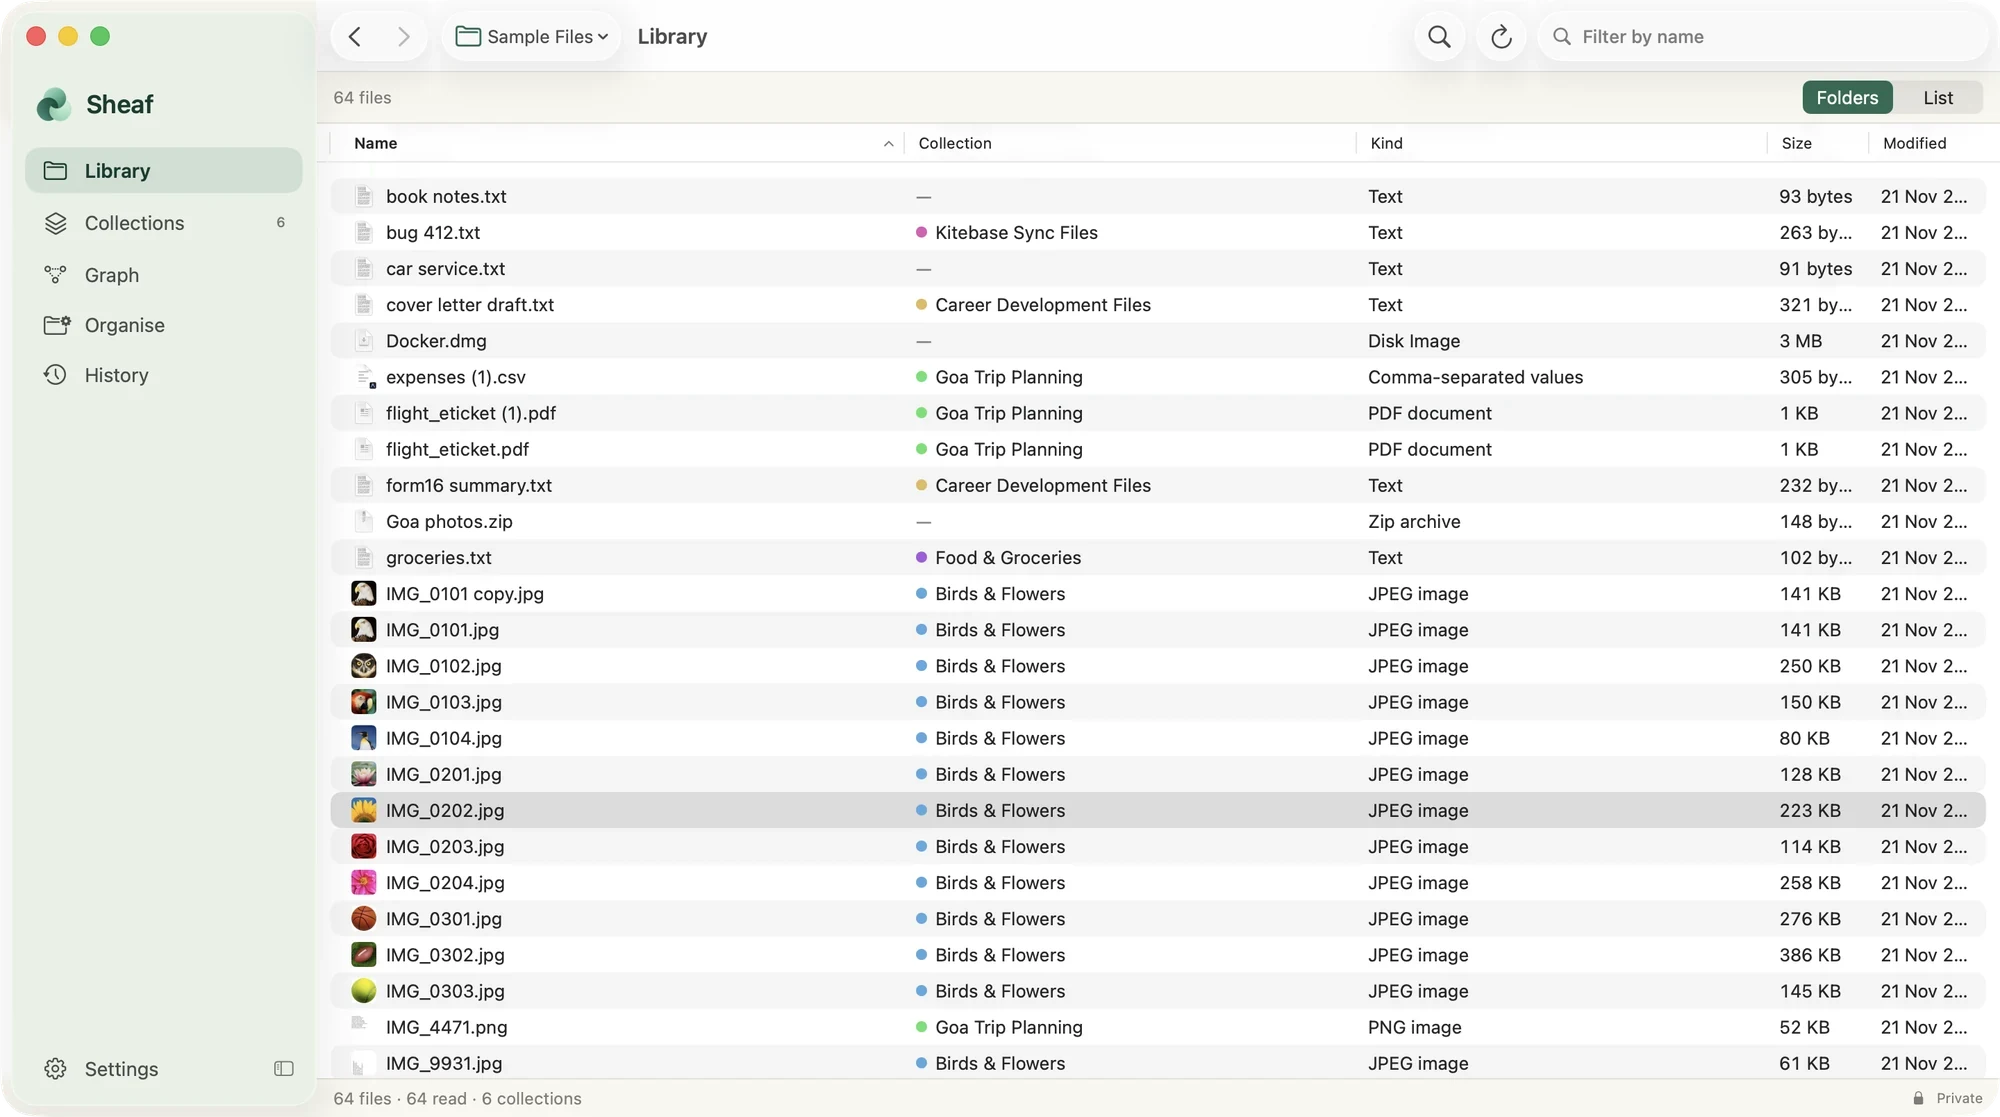 Sample Files
Library
Filter by name
Sheaf
64 files
Folders
List
Library
Collections 6
Graph
Organise
History
Name Collection Kind Size Modified
book notes.txt — Text 93 bytes 21 Nov 2...
bug 412.txt Kitebase Sync Files Text 263 by... 21 Nov 2...
car service.txt — Text 91 bytes 21 Nov 2...
cover letter draft.txt Career Development Files Text 321 by... 21 Nov 2...
Docker.dmg — Disk Image 3 MB 21 Nov 2...
expenses (1).csv Goa Trip Planning Comma-separated values 305 by... 21 Nov 2...
flight_eticket (1).pdf Goa Trip Planning PDF document 1 KB 21 Nov 2...
flight_eticket.pdf Goa Trip Planning PDF document 1 KB 21 Nov 2...
form16 summary.txt Career Development Files Text 232 by... 21 Nov 2...
Goa photos.zip — Zip archive 148 by... 21 Nov 2...
groceries.txt Food & Groceries Text 102 by... 21 Nov 2...
IMG_0101 copy.jpg Birds & Flowers JPEG image 141 KB 21 Nov 2...
IMG_0101.jpg Birds & Flowers JPEG image 141 KB 21 Nov 2...
IMG_0102.jpg Birds & Flowers JPEG image 250 KB 21 Nov 2...
IMG_0103.jpg Birds & Flowers JPEG image 150 KB 21 Nov 2...
IMG_0104.jpg Birds & Flowers JPEG image 80 KB 21 Nov 2...
IMG_0201.jpg Birds & Flowers JPEG image 128 KB 21 Nov 2...
IMG_0202.jpg Birds & Flowers JPEG image 223 KB 21 Nov 2...
IMG_0203.jpg Birds & Flowers JPEG image 114 KB 21 Nov 2...
IMG_0204.jpg Birds & Flowers JPEG image 258 KB 21 Nov 2...
IMG_0301.jpg Birds & Flowers JPEG image 276 KB 21 Nov 2...
IMG_0302.jpg Birds & Flowers JPEG image 386 KB 21 Nov 2...
IMG_0303.jpg Birds & Flowers JPEG image 145 KB 21 Nov 2...
IMG_4471.png Goa Trip Planning PNG image 52 KB 21 Nov 2...
IMG_9931.jpg Birds & Flowers JPEG image 61 KB 21 Nov 2...
Settings
64 files · 64 read · 6 collections
Private